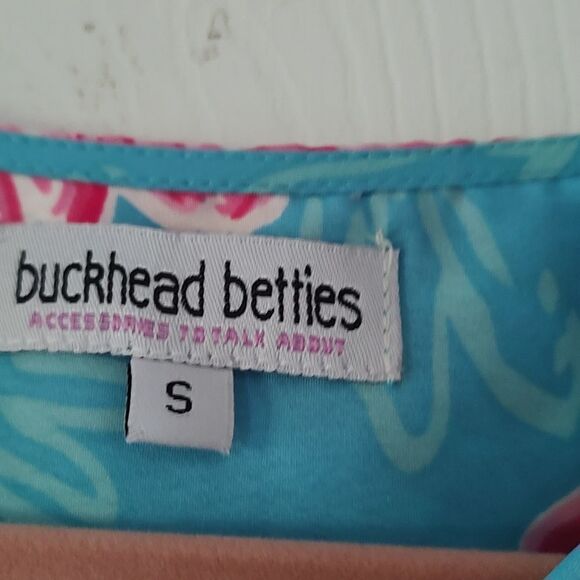 buckhead betties
ACCESSORIES TO TALK ABOUT
S